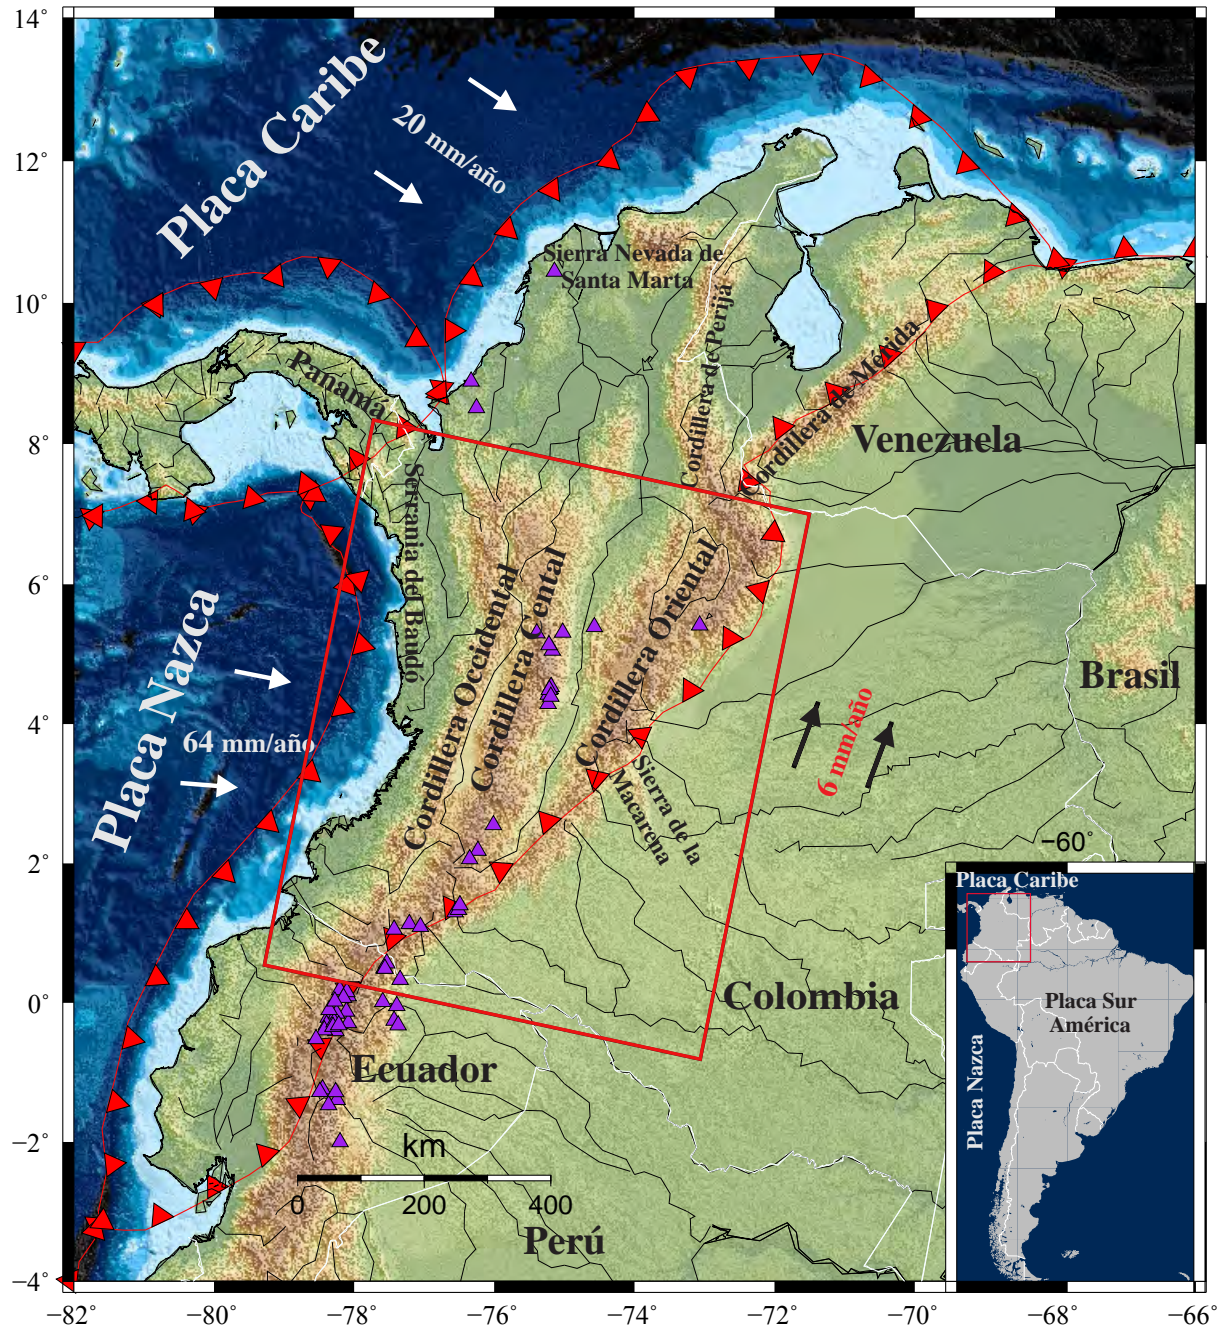 14°
12°
10°
8°
6°
4°
2°
0°
−2°
−4°
−82°
−80°
−78°
−76°
−74°
−72°
−70°
−68°
−66°
Placa Caribe
20 mm/año
Sierra Nevada de
Santa Marta
Cordillera de Perijá
Cordillera de Mérida
Panamá
Venezuela
Serrania del Baudó
Cordillera Occidental
Cordillera Cental
Cordillera Oriental
Placa Nazca
64 mm/año
Brasil
6 mm/año
Sierra de la
Macarena
Colombia
Ecuador
Perú
km
0
200
400
−60°
Placa Caribe
Placa Sur
América
Placa Nazca